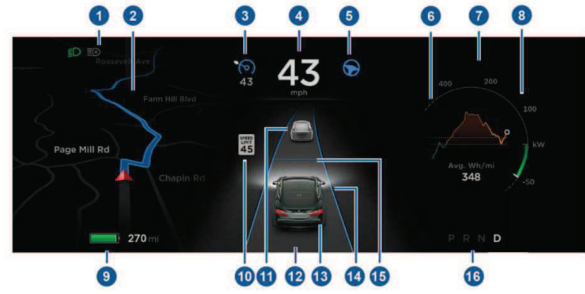 1 2 3 4 5 6 7 8
Roosevelt Ave
43
43
mph
400 200
100
kW
-50
Farm Hill Blvd
SPEED
LIMIT
45
Page Mill Rd
Chapin Rd
Avg. Wh/mi
348
270 mi
P R N D
9 10 11 12 13 14 15 16